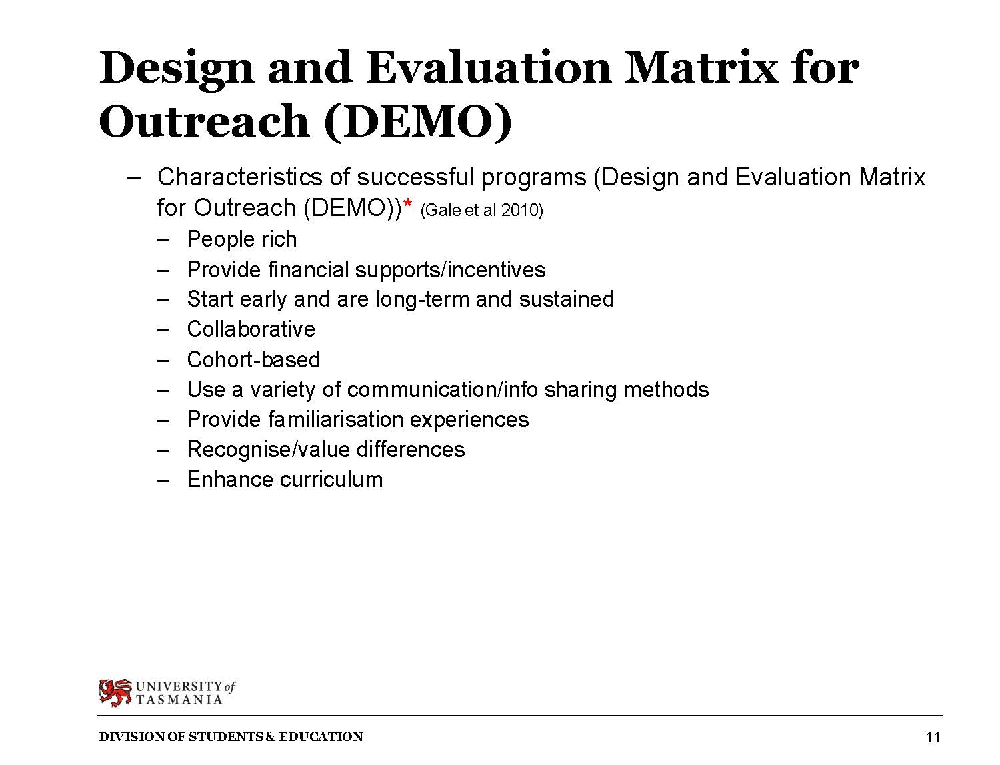 Design and Evaluation Matrix for
Outreach (DEMO)
– Characteristics of successful programs (Design and Evaluation Matrix
for Outreach (DEMO))* (Gale et al 2010)
– People rich
– Provide financial supports/incentives
– Start early and are long-term and sustained
– Collaborative
– Cohort-based
– Use a variety of communication/info sharing methods
– Provide familiarisation experiences
– Recognise/value differences
– Enhance curriculum
UNIVERSITY of
TASMANIA
DIVISION OF STUDENTS & EDUCATION 11